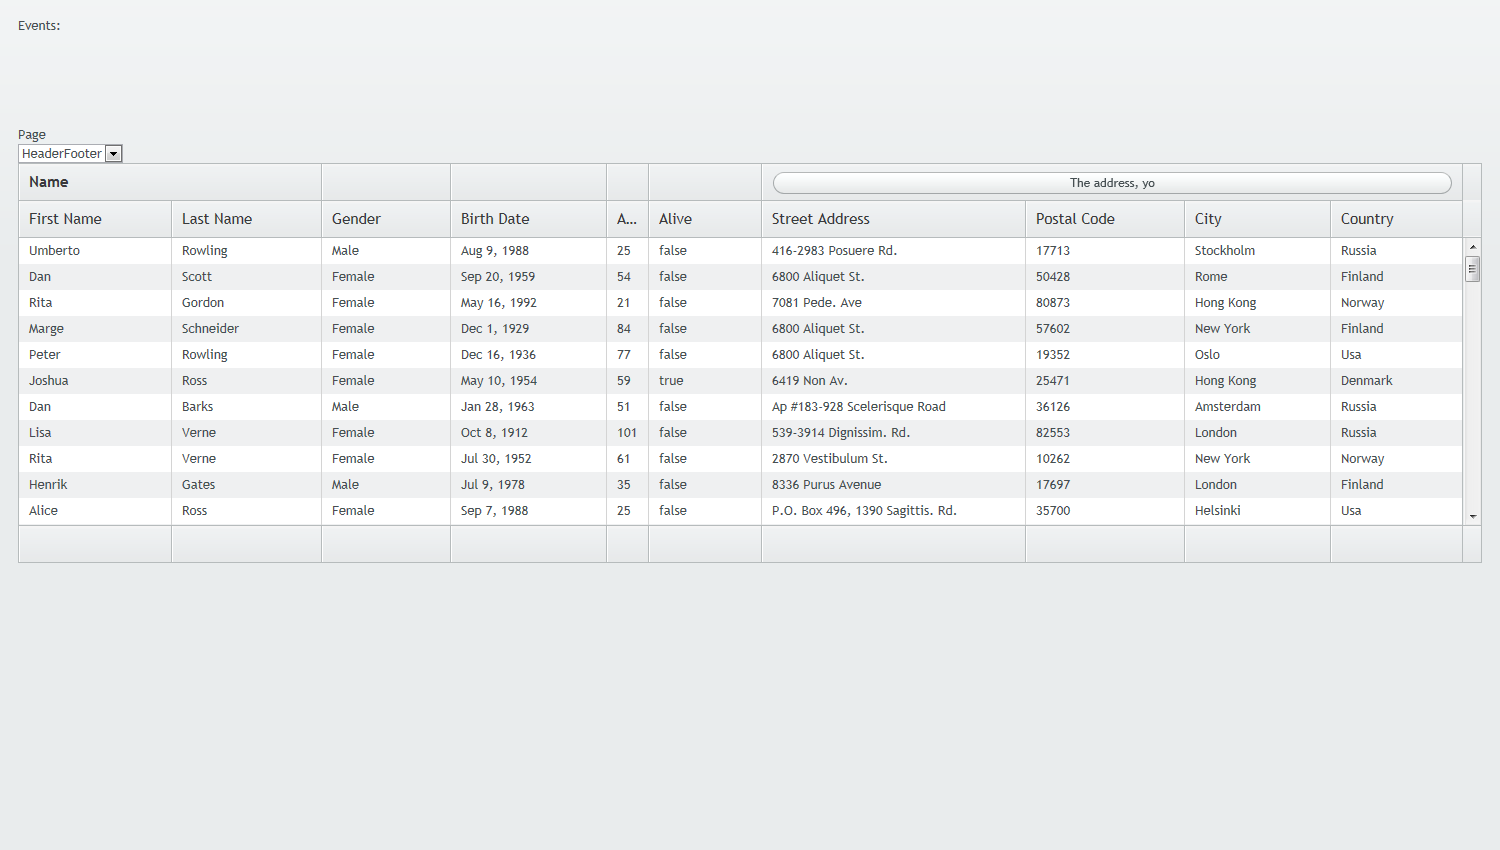 Events:
Page
HeaderFooter
Name The address, yo
First Name Last Name Gender Birth Date A... Alive Street Address Postal Code City Country
Umberto Rowling Male Aug 9, 1988 25 false 416-2983 Posuere Rd. 17713 Stockholm Russia
Dan Scott Female Sep 20, 1959 54 false 6800 Aliquet St. 50428 Rome Finland
Rita Gordon Female May 16, 1992 21 false 7081 Pede. Ave 80873 Hong Kong Norway
Marge Schneider Female Dec 1, 1929 84 false 6800 Aliquet St. 57602 New York Finland
Peter Rowling Female Dec 16, 1936 77 false 6800 Aliquet St. 19352 Oslo Usa
Joshua Ross Female May 10, 1954 59 true 6419 Non Av. 25471 Hong Kong Denmark
Dan Barks Male Jan 28, 1963 51 false Ap #183-928 Scelerisque Road 36126 Amsterdam Russia
Lisa Verne Female Oct 8, 1912 101 false 539-3914 Dignissim. Rd. 82553 London Russia
Rita Verne Female Jul 30, 1952 61 false 2870 Vestibulum St. 10262 New York Norway
Henrik Gates Male Jul 9, 1978 35 false 8336 Purus Avenue 17697 London Finland
Alice Ross Female Sep 7, 1988 25 false P.O. Box 496, 1390 Sagittis. Rd. 35700 Helsinki Usa